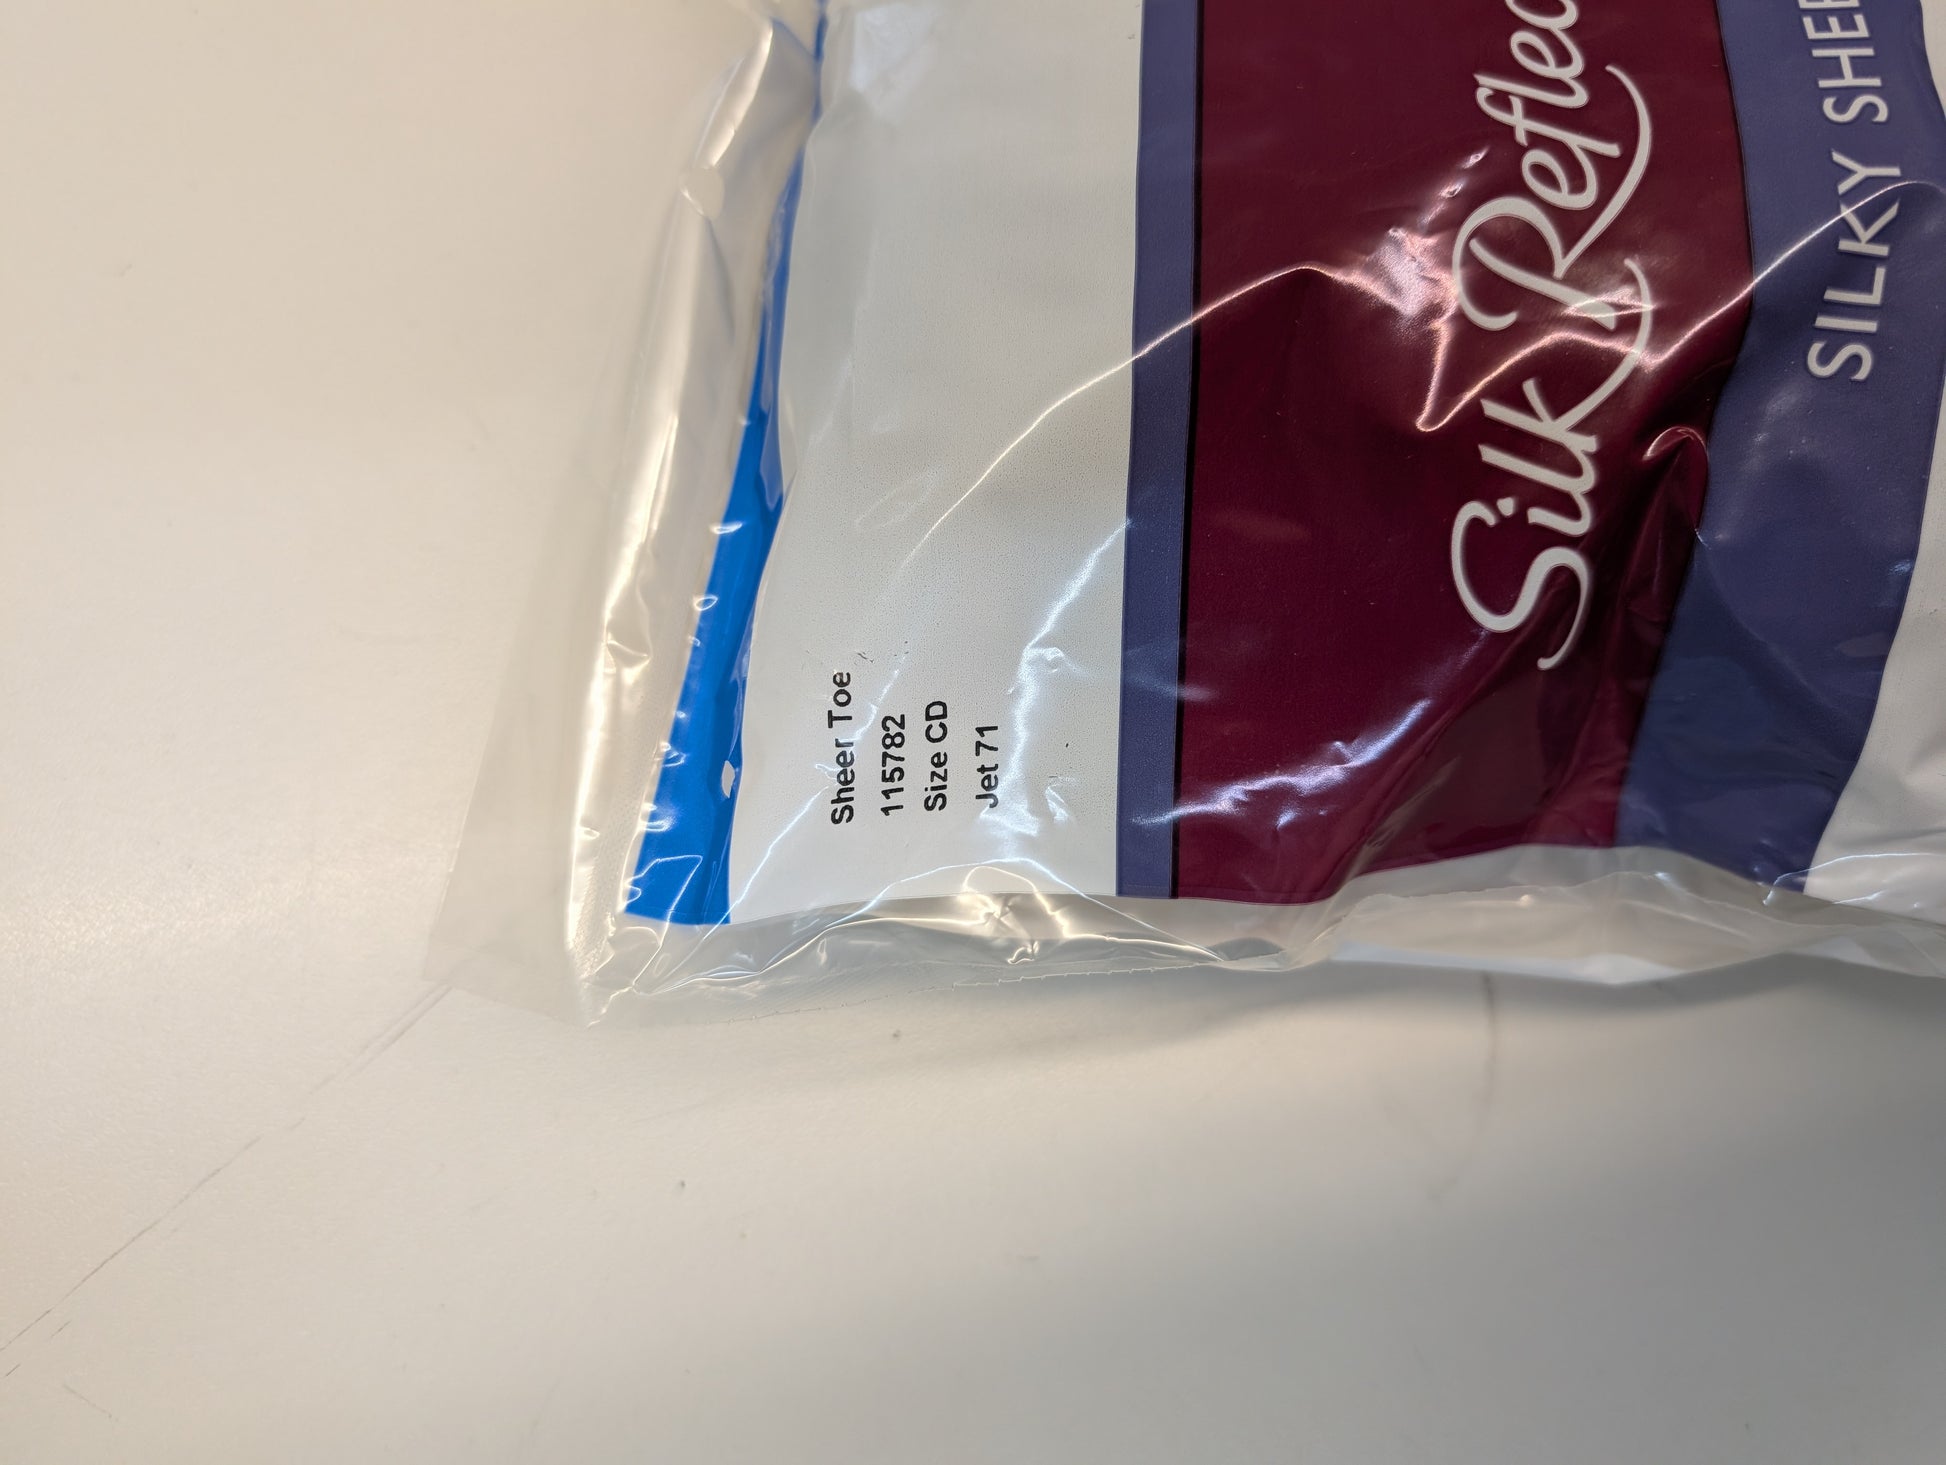 Sheer Toe
115782
Size CD
Jet 71
Silk Reflec
SILKY SHEE